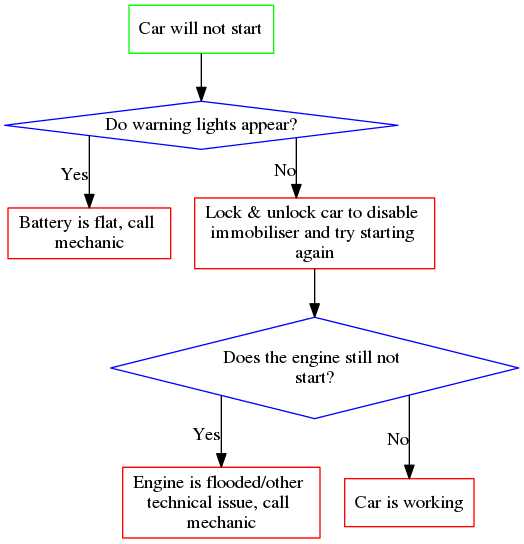 Car will not start
Do warning lights appear?
Yes
No
Battery is flat, call
mechanic
Lock & unlock car to disable
immobiliser and try starting
again
Does the engine still not
start?
Yes
No
Engine is flooded/other
technical issue, call
mechanic
Car is working